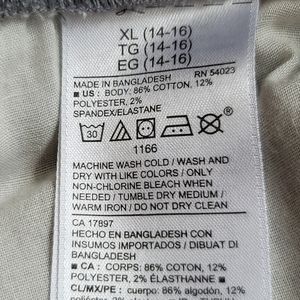 XL (14-16)
TG (14-16)
EG (14-16)
MADE IN BANGLADESH RN 54023
■ US : BODY: 86% COTTON, 12%
POLYESTER, 2%
SPANDEX/ELASTANE
30
1166
MACHINE WASH COLD / WASH AND
DRY WITH LIKE COLORS / ONLY
NON-CHLORINE BLEACH WHEN
NEEDED / TUMBLE DRY MEDIUM /
WARM IRON / DO NOT DRY CLEAN
CA 17897
HECHO EN BANGLADESH CON
INSUMOS IMPORTADOS / DIBUAT DI
BANGLADESH
■ CA : CORPS: 86% COTON, 12%
POLYESTER, 2% ÉLASTHANNE ■
CL/MX/PE : cuerpo: 86% algodón, 12%